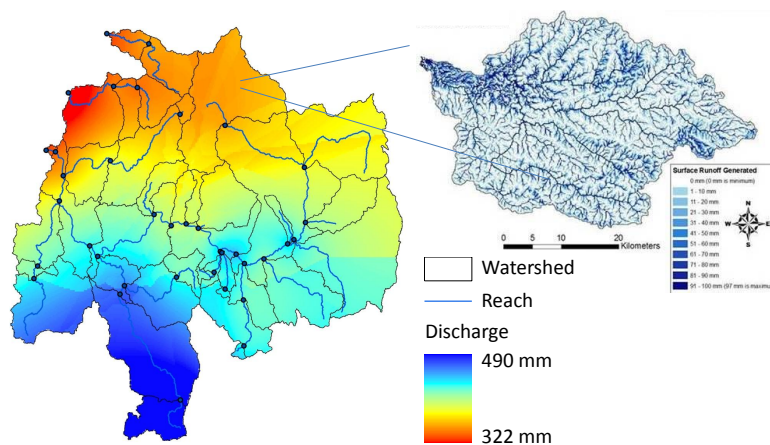 Surface Runoff Generated
0 mm (0 mm is minimum)
1 - 10 mm
11 - 20 mm
21 - 30 mm
31 - 40 mm
41 - 50 mm
51 - 60 mm
61 - 70 mm
71 - 80 mm
81 - 90 mm
91 - 100 mm (97 mm is maximu
N
W
E
S
0
10
20
Kilometers
Watershed
Reach
Discharge
490 mm
322 mm